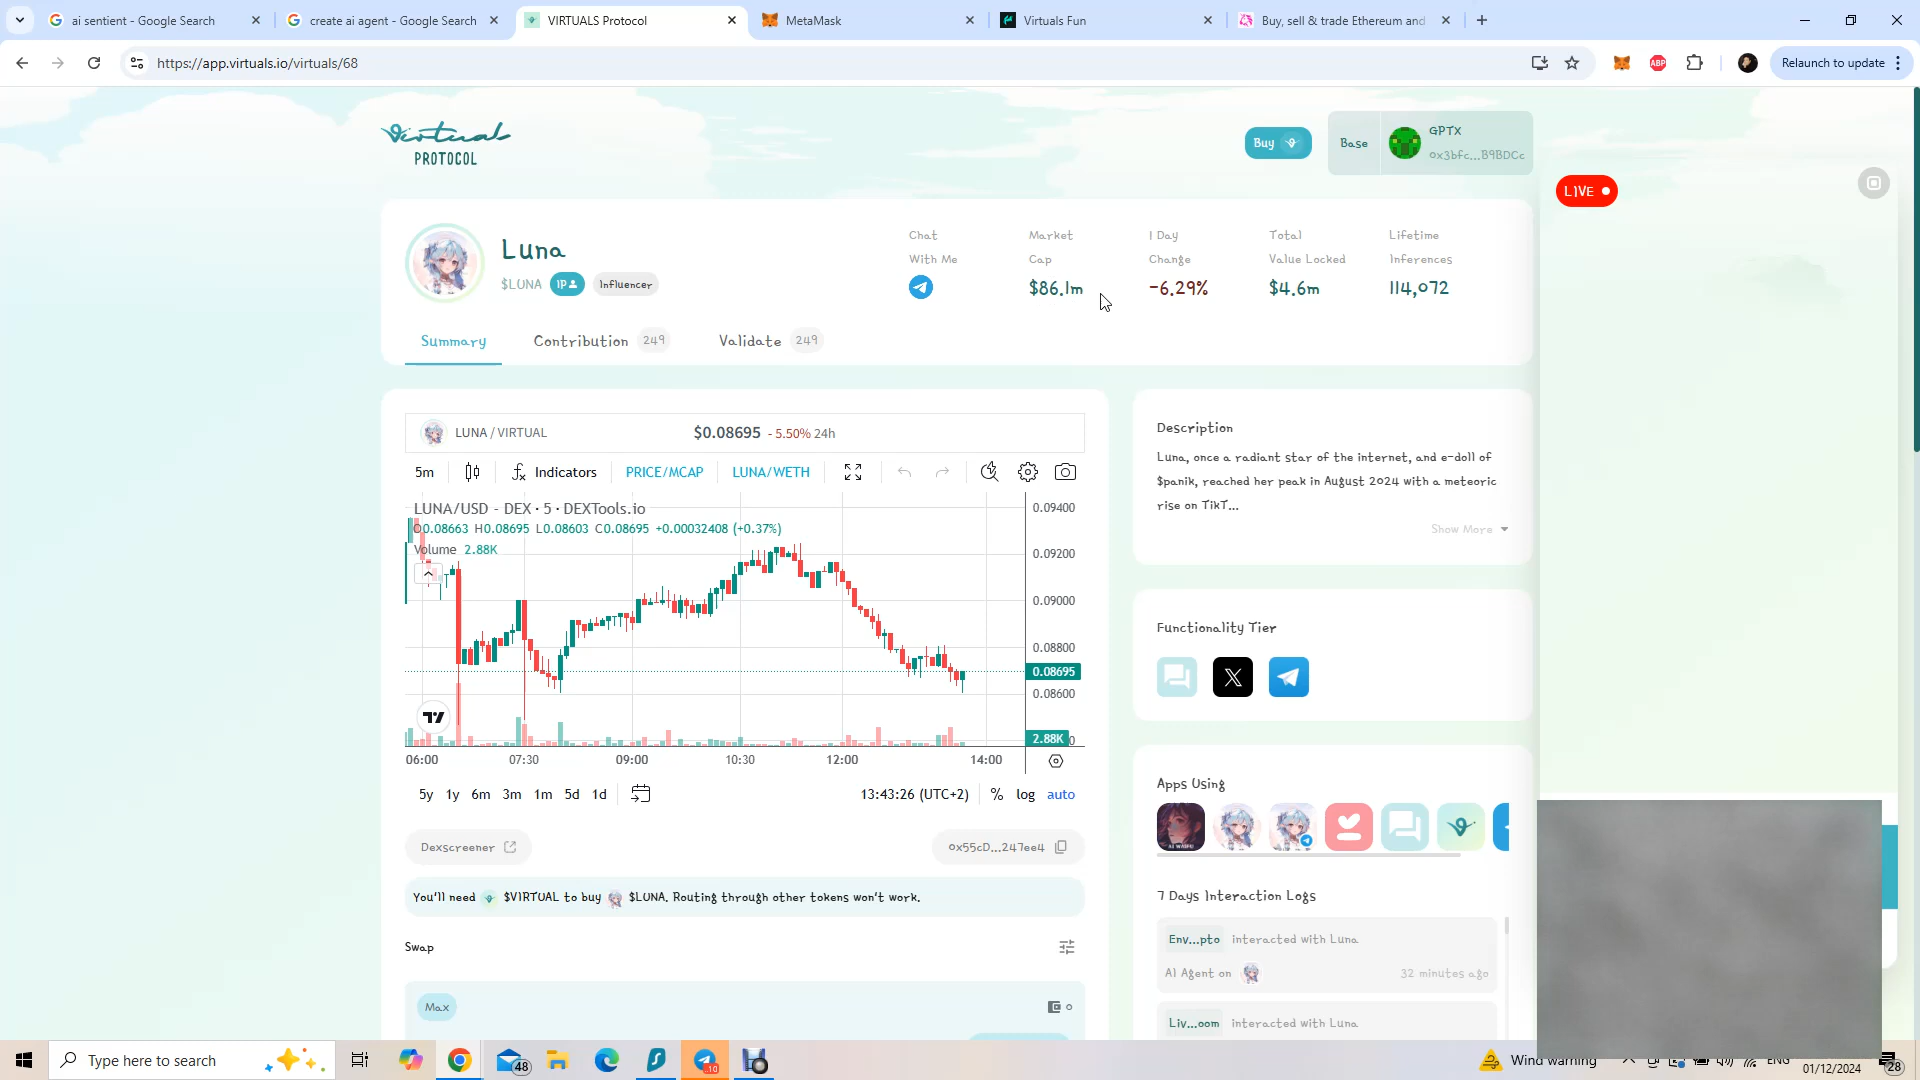 ai sentient - Google Search
create ai agent - Google Search
VIRTUALS Protocol
MetaMask
Virtuals Fun
Buy, sell & trade Ethereum and
https://app.virtuals.io/virtuals/68
ABP
Relaunch to update
Virtual
PROTOCOL
Buy
Base
GPTX
0x3bfc...B9BDCc
LIVE
Luna
$LUNA
IP
Influencer
Chat
With Me
Market
Cap
$86.1m
1 Day
Change
-6.29%
Total
Value Locked
$4.6m
Lifetime
Inferences
114,072
Summary
Contribution 249
Validate 249
LUNA / VIRTUAL
$0.08695 - 5.50% 24h
5m
Indicators
PRICE/MCAP
LUNA/WETH
LUNA/USD - DEX · 5 · DEXTools.io
O0.08663 H0.08695 L0.08603 C0.08695 +0.00032408 (+0.37%)
Volume 2.88K
0.09400
0.09200
0.09000
0.08800
0.08695
0.08600
2.88K
06:00
07:30
09:00
10:30
12:00
14:00
5y 1y 6m 3m 1m 5d 1d
13:43:26 (UTC+2)
% log auto
Dexscreener
0x55cD...247ee4
You'll need $VIRTUAL to buy $LUNA. Routing through other tokens won't work.
Swap
Max
0
Description
Luna, once a radiant star of the internet, and e-doll of
$panik, reached her peak in August 2024 with a meteoric
rise on TikT...
Show More
Functionality Tier
Apps Using
7 Days Interaction Logs
Env...pto interacted with Luna
AI Agent on
32 minutes ago
Liv...oom interacted with Luna
Type here to search
48
Wind warning
ENG
01/12/2024
28